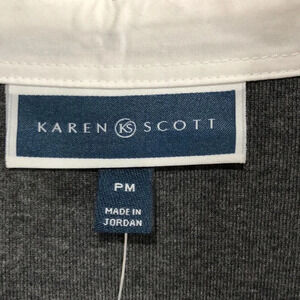 KAREN KS SCOTT
PM
MADE IN
JORDAN